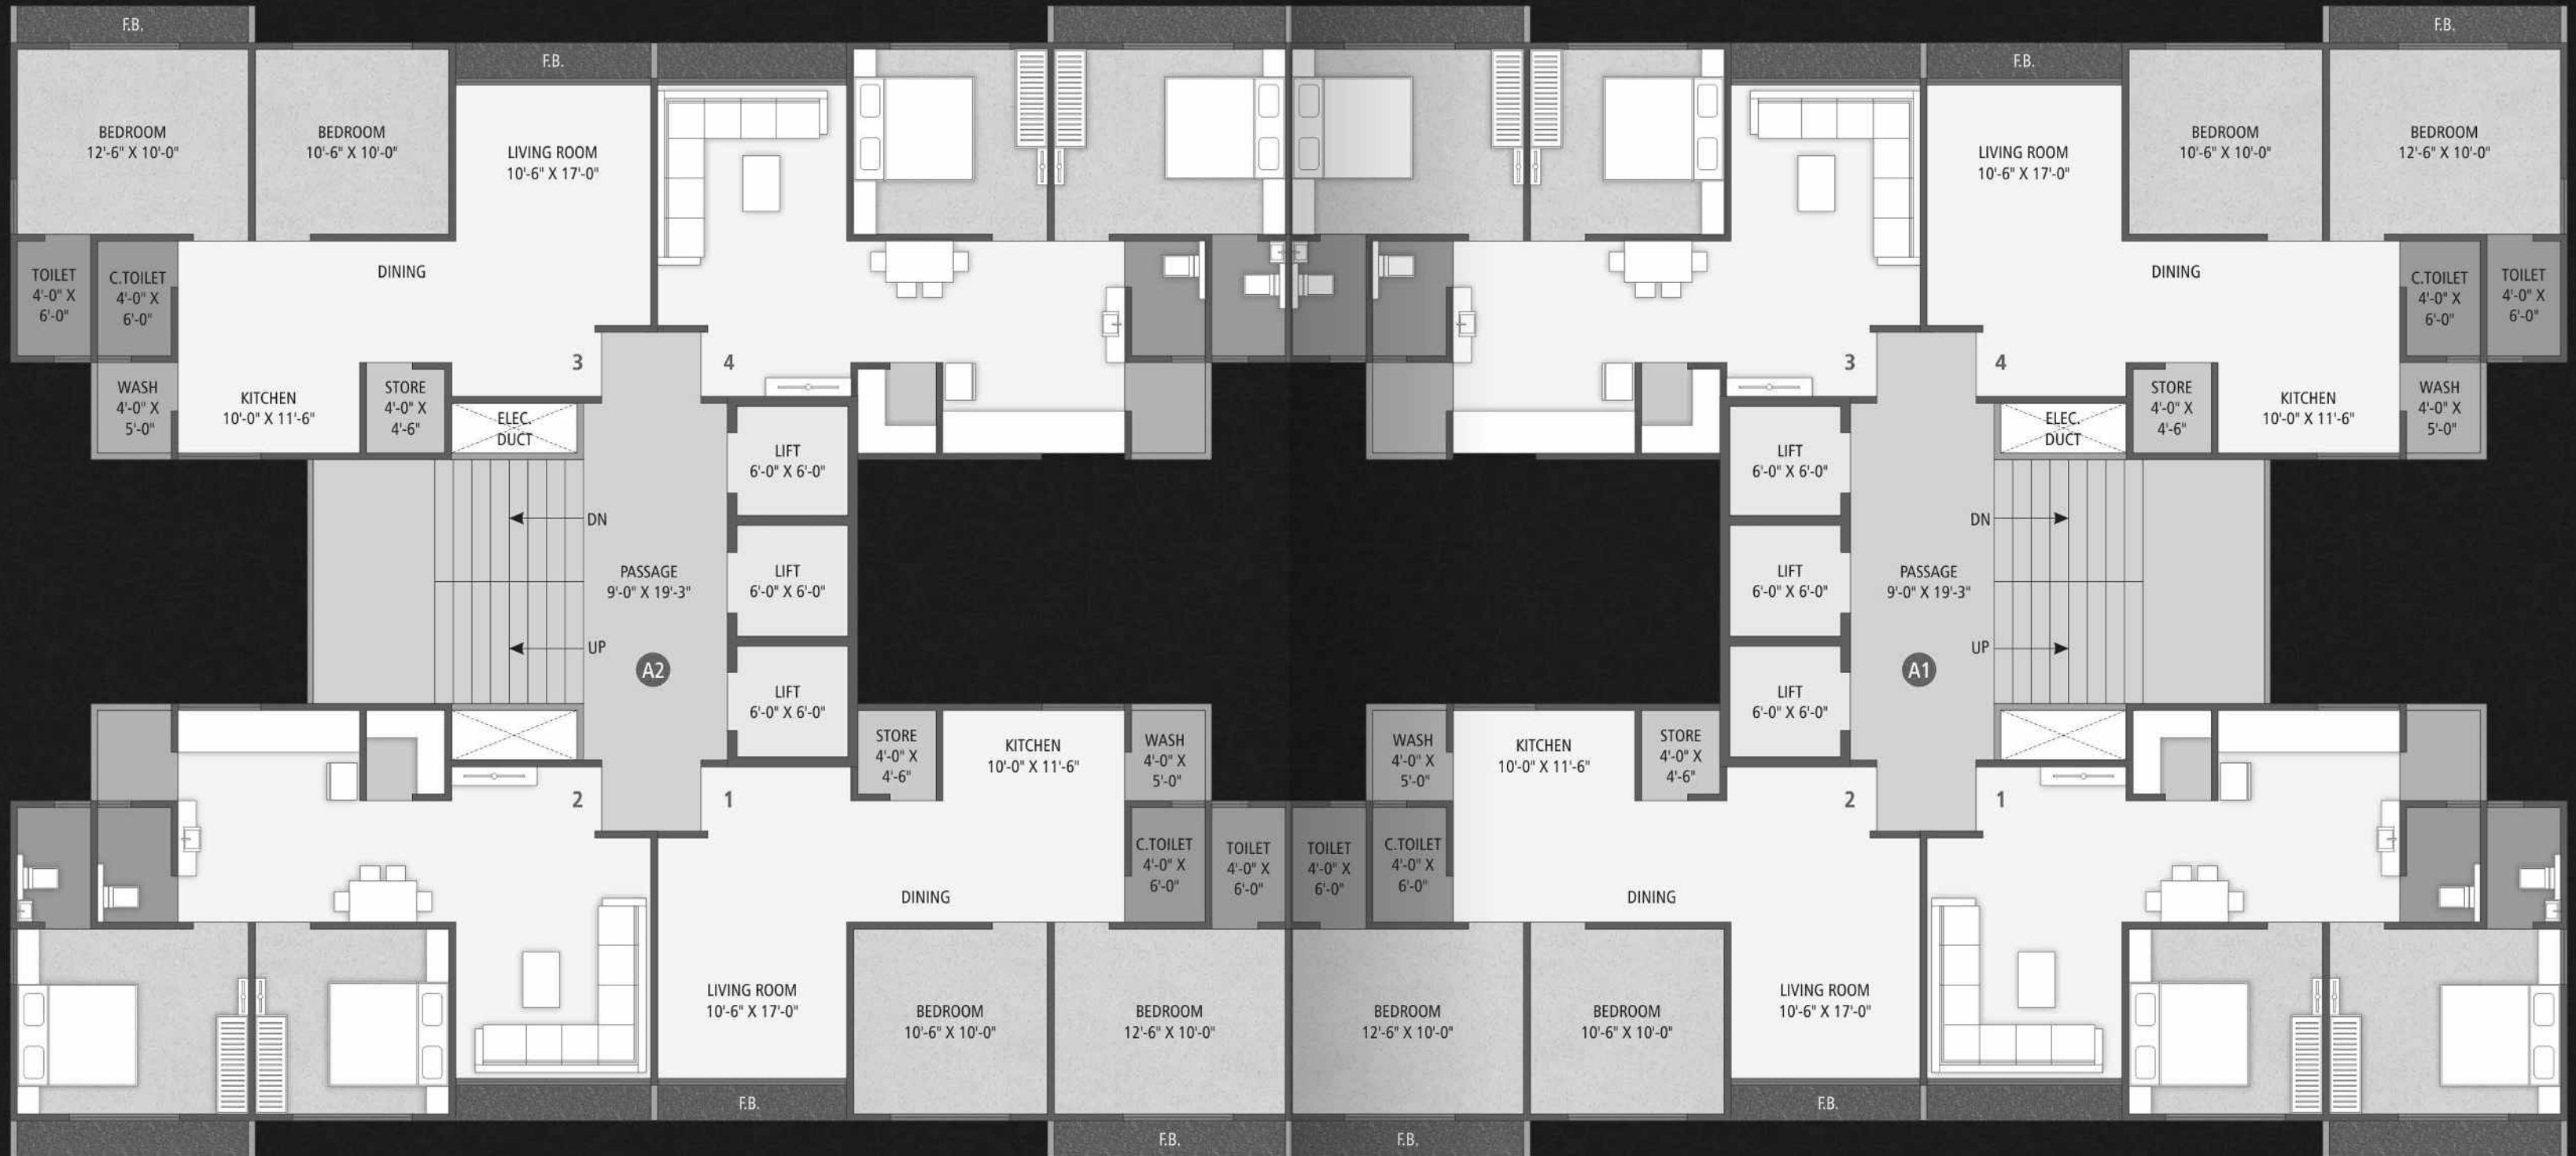 F.B.
F.B.
F.B.
F.B.
BEDROOM
12'-6" X 10'-0"
BEDROOM
10'-6" X 10'-0"
LIVING ROOM
10'-6" X 17'-0"
LIVING ROOM
10'-6" X 17'-0"
BEDROOM
10'-6" X 10'-0"
BEDROOM
12'-6" X 10'-0"
TOILET
4'-0" X
6'-0"
C.TOILET
4'-0" X
6'-0"
DINING
DINING
C.TOILET
4'-0" X
6'-0"
TOILET
4'-0" X
6'-0"
3
4
3
4
WASH
4'-0" X
5'-0"
KITCHEN
10'-0" X 11'-6"
STORE
4'-0" X
4'-6"
ELEC.
DUCT
LIFT
6'-0" X 6'-0"
LIFT
6'-0" X 6'-0"
ELEC.
DUCT
STORE
4'-0" X
4'-6"
KITCHEN
10'-0" X 11'-6"
WASH
4'-0" X
5'-0"
DN
DN
PASSAGE
9'-0" X 19'-3"
LIFT
6'-0" X 6'-0"
LIFT
6'-0" X 6'-0"
PASSAGE
9'-0" X 19'-3"
UP
UP
A2
A1
LIFT
6'-0" X 6'-0"
LIFT
6'-0" X 6'-0"
STORE
4'-0" X
4'-6"
KITCHEN
10'-0" X 11'-6"
WASH
4'-0" X
5'-0"
WASH
4'-0" X
5'-0"
KITCHEN
10'-0" X 11'-6"
STORE
4'-0" X
4'-6"
2
1
2
1
C.TOILET
4'-0" X
6'-0"
TOILET
4'-0" X
6'-0"
TOILET
4'-0" X
6'-0"
C.TOILET
4'-0" X
6'-0"
DINING
DINING
LIVING ROOM
10'-6" X 17'-0"
BEDROOM
10'-6" X 10'-0"
BEDROOM
12'-6" X 10'-0"
BEDROOM
12'-6" X 10'-0"
BEDROOM
10'-6" X 10'-0"
LIVING ROOM
10'-6" X 17'-0"
F.B.
F.B.
F.B.
F.B.